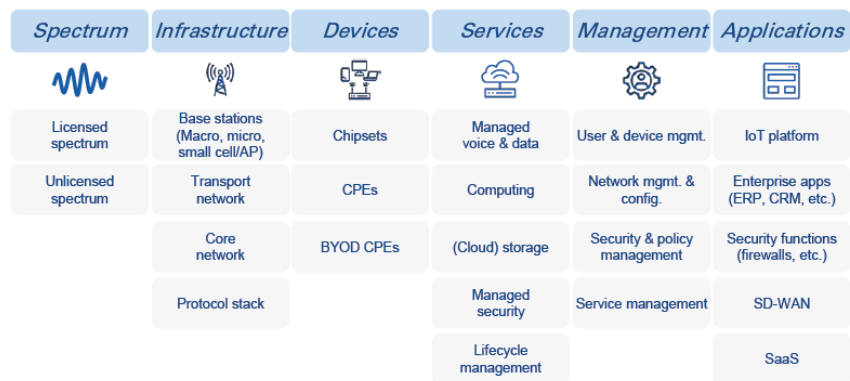 Spectrum
Infrastructure
Devices
Services
Management
Applications
Licensed
spectrum
Base stations
(Macro, micro,
small cell/AP)
Chipsets
Managed
voice & data
User & device mgmt.
IoT platform
Unlicensed
spectrum
Transport
network
CPEs
Computing
Network mgmt. &
config.
Enterprise apps
(ERP, CRM, etc.)
Core
network
BYOD CPEs
(Cloud) storage
Security & policy
management
Security functions
(firewalls, etc.)
Protocol stack
Managed
security
Service management
SD-WAN
Lifecycle
management
SaaS